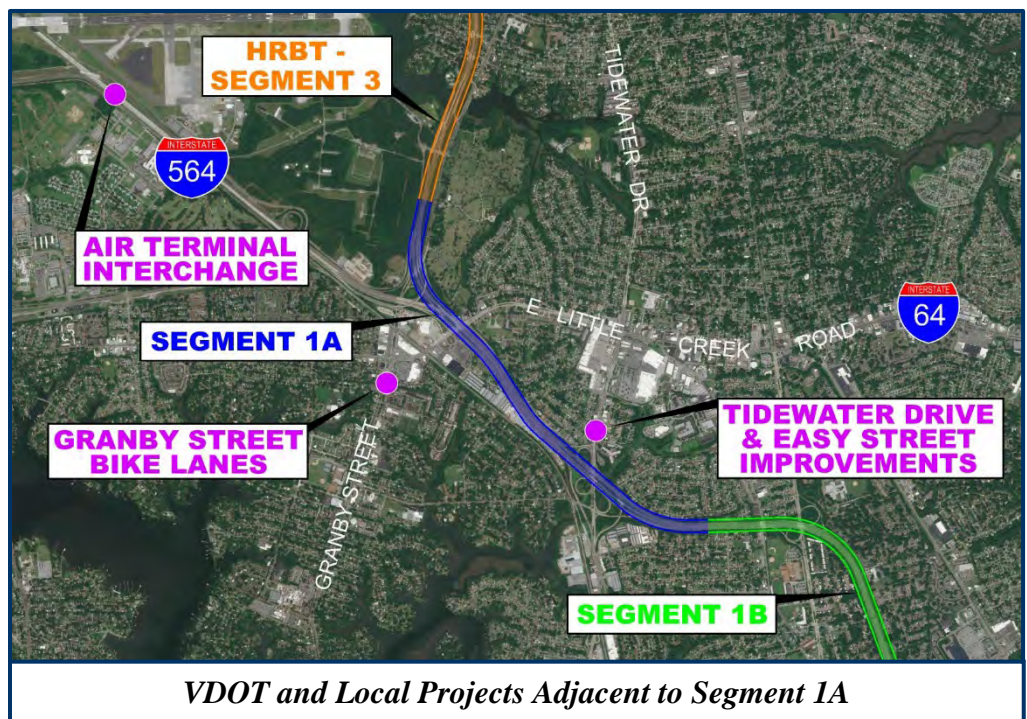 HRBT -
SEGMENT 3
TIDEWATER DR
INTERSTATE
564
AIR TERMINAL
INTERCHANGE
SEGMENT 1A
E LITTLE CREEK ROAD
INTERSTATE
64
GRANBY STREET
BIKE LANES
GRANBY STREET
TIDEWATER DRIVE
& EASY STREET
IMPROVEMENTS
SEGMENT 1B
VDOT and Local Projects Adjacent to Segment 1A